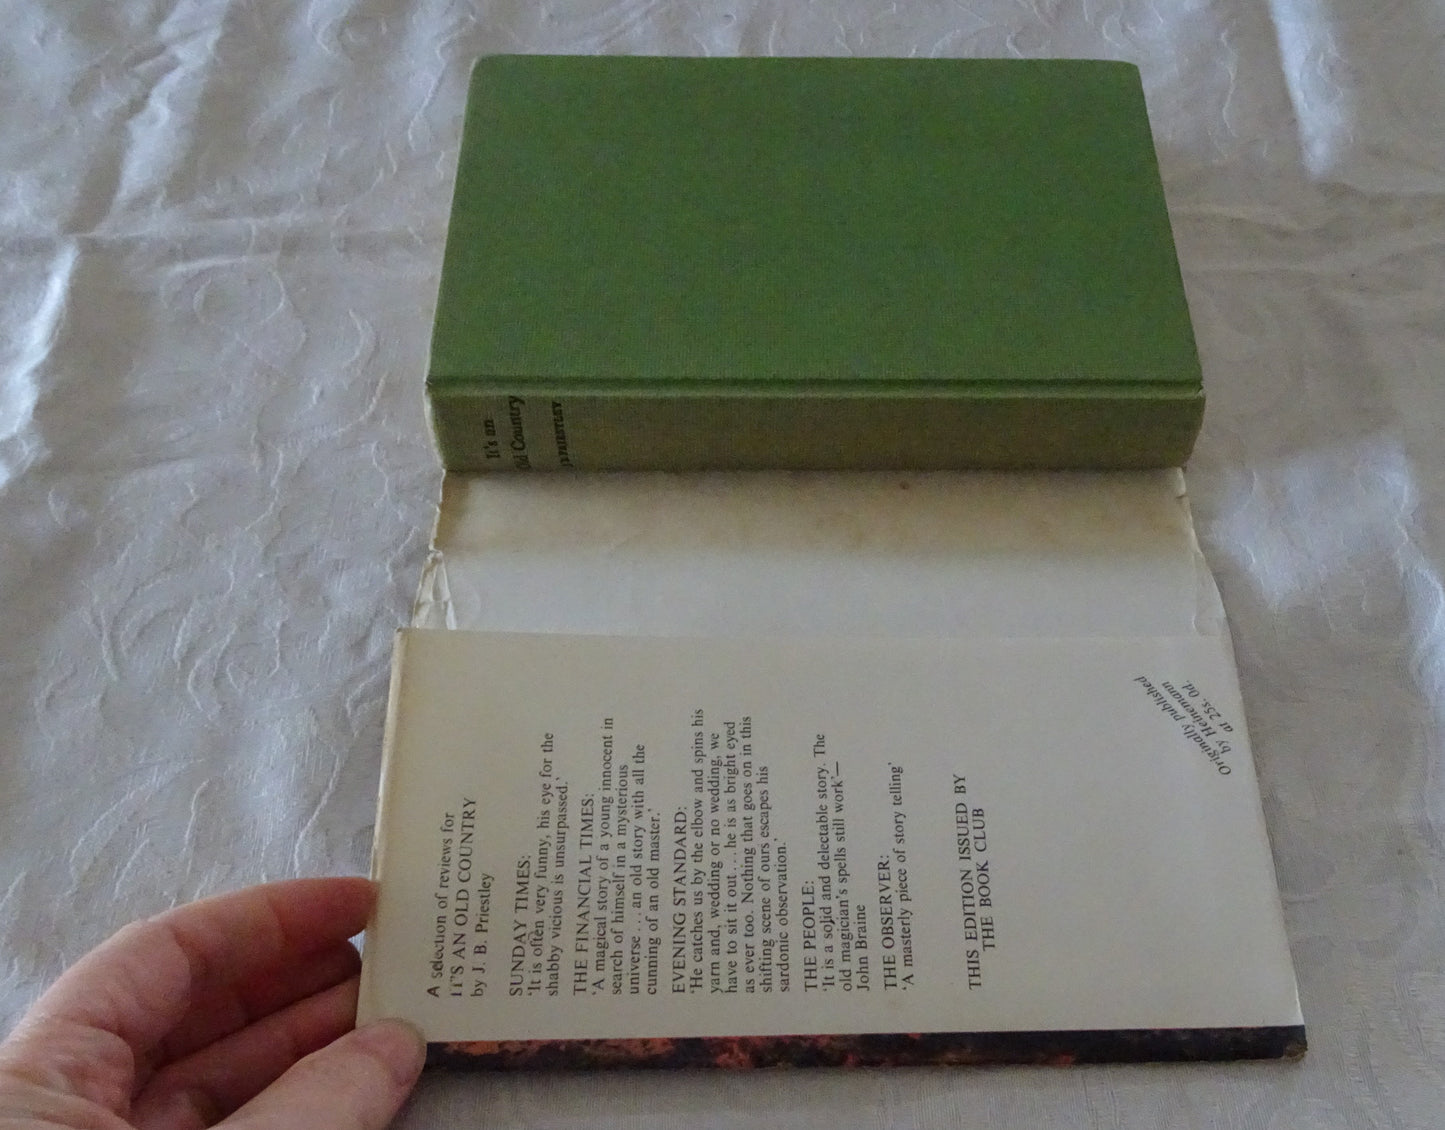 It's an
Old Country
J.B.PRIESTLEY
A selection of reviews for
IT'S AN OLD COUNTRY
by J. B. Priestley
SUNDAY TIMES:
'It is often very funny, his eye for the
shabby vicious is unsurpassed.'
THE FINANCIAL TIMES:
'A magical story of a young innocent in
search of himself in a mysterious
universe . . . an old story with all the
cunning of an old master.'
EVENING STANDARD:
'He catches us by the elbow and spins his
yarn and, wedding or no wedding, we
have to sit it out . . . he is as bright eyed
as ever too. Nothing that goes on in this
shifting scene of ours escapes his
sardonic observation.'
THE PEOPLE:
'It is a solid and delectable story. The
old magician's spells still work'—
John Braine
THE OBSERVER:
'A masterly piece of story telling'
THIS EDITION ISSUED BY
THE BOOK CLUB
Originally published
by Heinemann
at 25s. 0d.